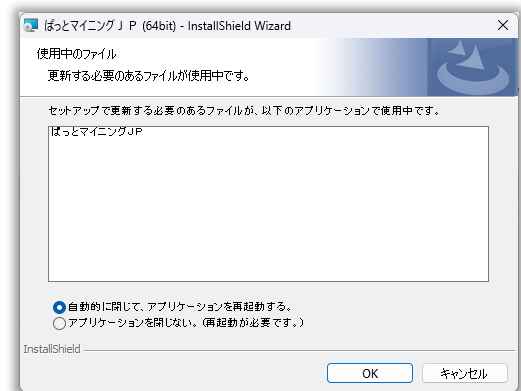 ぱっとマイニングＪＰ (64bit) - InstallShield Wizard
使用中のファイル
更新する必要のあるファイルが使用中です。
セットアップで更新する必要のあるファイルが、以下のアプリケーションで使用中です。
ぱっとマイニングJP
自動的に閉じて、アプリケーションを再起動する。
アプリケーションを閉じない。(再起動が必要です。)
InstallShield
OK
キャンセル